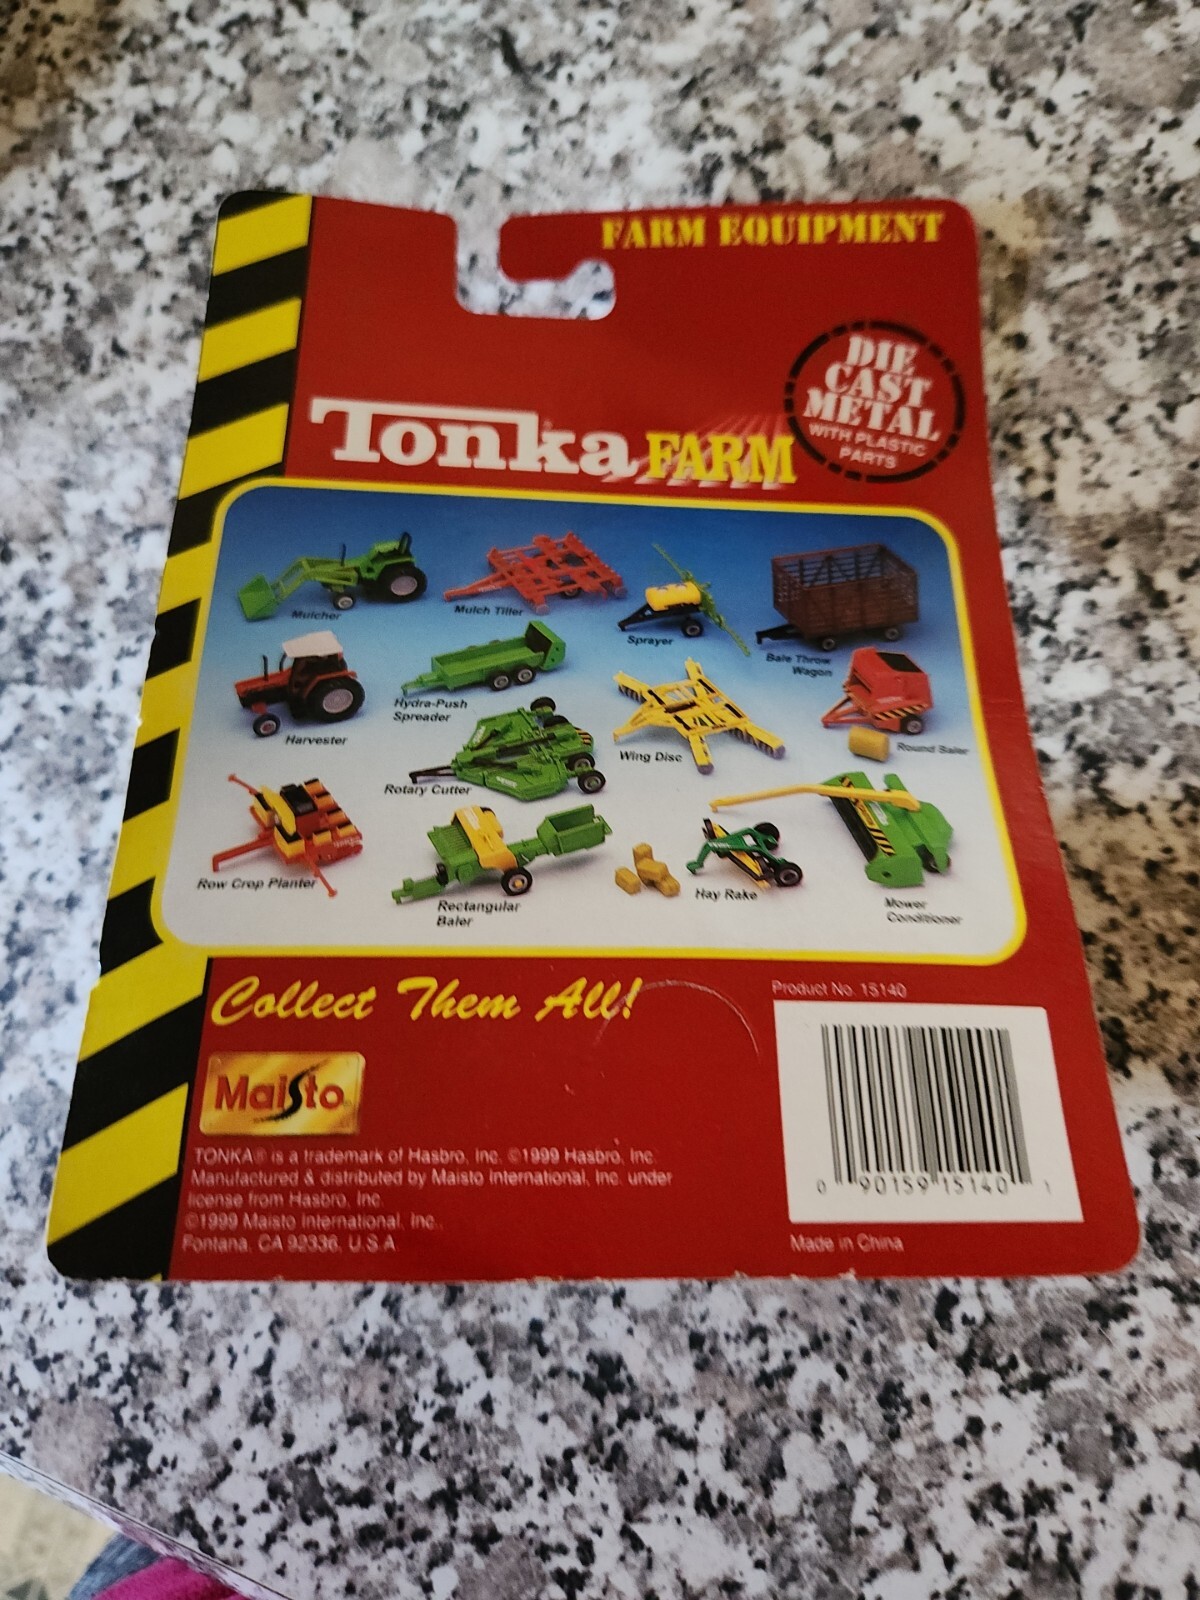 FARM EQUIPMENT
DIE
CAST
METAL
WITH PLASTIC
PARTS
Tonka FARM
Mulcher
Mulch Tiller
Sprayer
Bale Throw
Wagon
Harvester
Hydra-Push
Spreader
Wing Disc
Round Baler
Rotary Cutter
Row Crop Planter
Rectangular
Baler
Hay Rake
Mower
Conditioner
Collect Them All!
Maisto
TONKA® is a trademark of Hasbro, Inc. ©1999 Hasbro, Inc.
Manufactured & distributed by Maisto International, Inc. under
license from Hasbro, Inc.
©1999 Maisto International, Inc.,
Fontana, CA 92336, U.S.A
Product No. 15140
0 90159 15140 1
Made in China